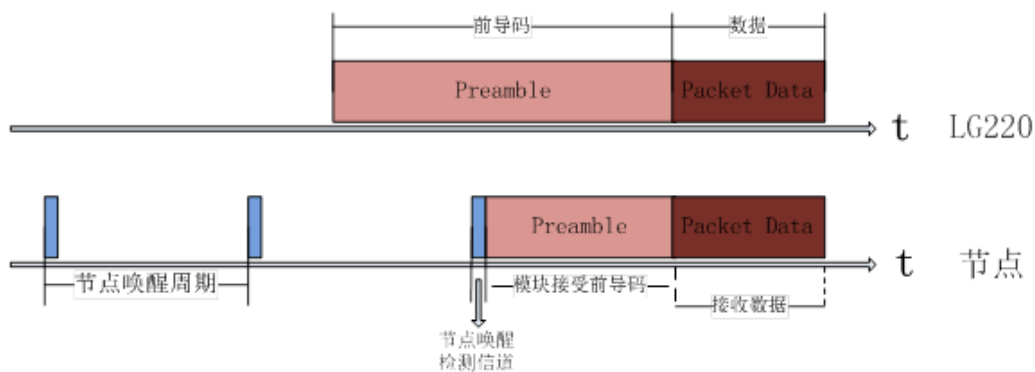 前导码 数据
Preamble Packet Data
t LG220
Preamble Packet Data
t 节点
节点唤醒周期 模块接受前导码
接收数据
节点唤醒
检测信道